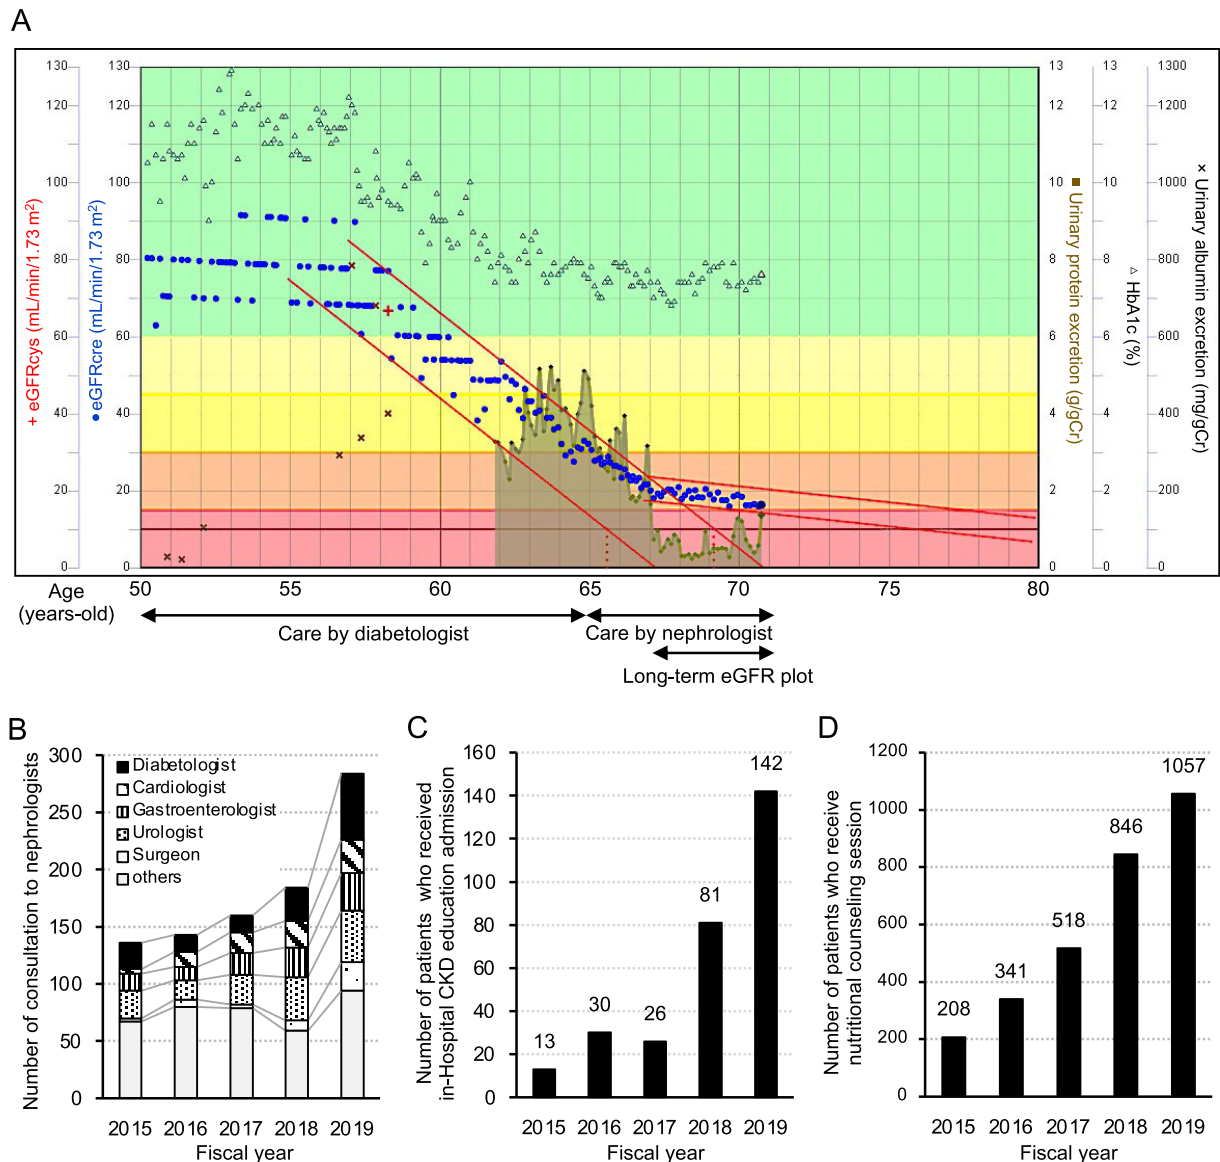 A
+ eGFRcys (mL/min/1.73 m²)
● eGFRcre (mL/min/1.73 m²)
130
120
100
80
60
40
20
0
130
120
100
80
60
40
20
0
13
12
10
8
6
4
2
0
13
12
10
8
6
4
2
0
1300
1200
1000
800
600
400
200
0
■ Urinary protein excretion (g/gCr)
△ HbA1c (%)
× Urinary albumin excretion (mg/gCr)
Age
(years-old)
50 55 60 65 70 75 80
Care by diabetologist
Care by nephrologist
Long-term eGFR plot
B
Number of consultation to nephrologists
300
250
200
150
100
50
0
Diabetologist
Cardiologist
Gastroenterologist
Urologist
Surgeon
others
2015 2016 2017 2018 2019
Fiscal year
C
Number of patients who received
in-Hospital CKD education admission
160
140
120
100
80
60
40
20
0
13
30
26
81
142
2015 2016 2017 2018 2019
Fiscal year
D
Number of patients who receive
nutritional counseling session
1200
1000
800
600
400
200
0
208
341
518
846
1057
2015 2016 2017 2018 2019
Fiscal year